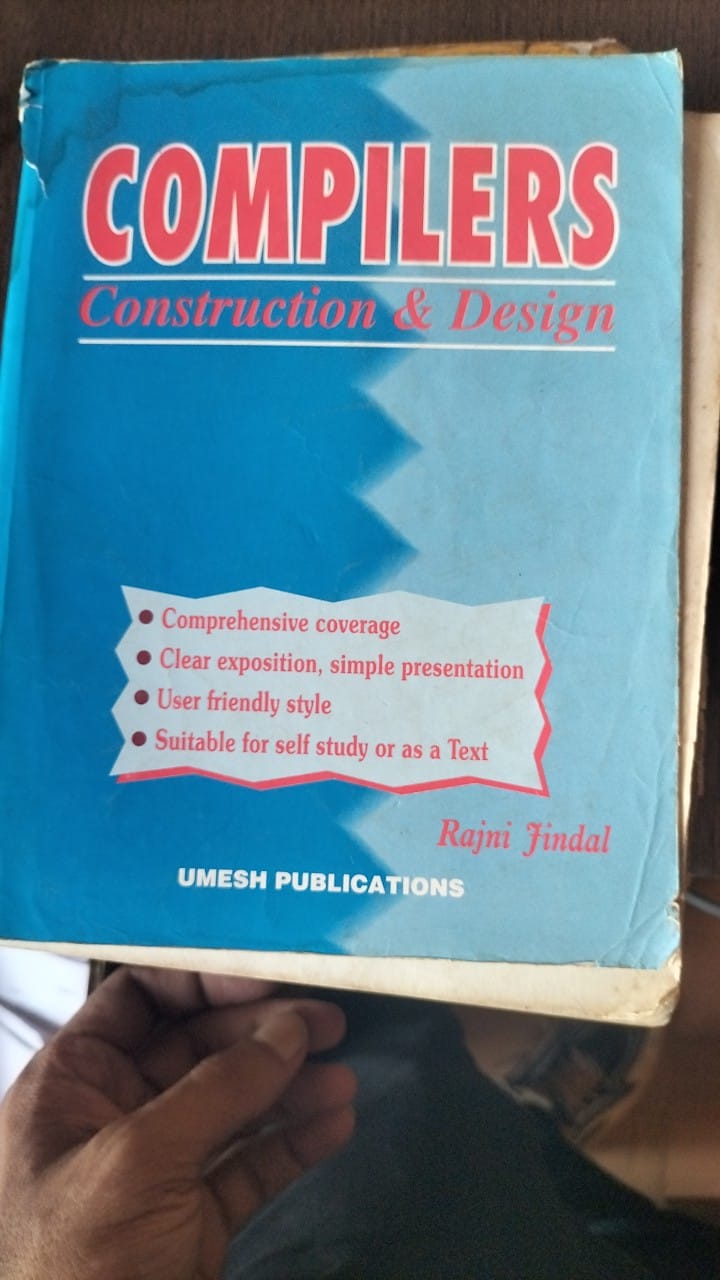 COMPILERS
Construction & Design
● Comprehensive coverage
● Clear exposition, simple presentation
● User friendly style
● Suitable for self study or as a Text
Rajni Jindal
UMESH PUBLICATIONS